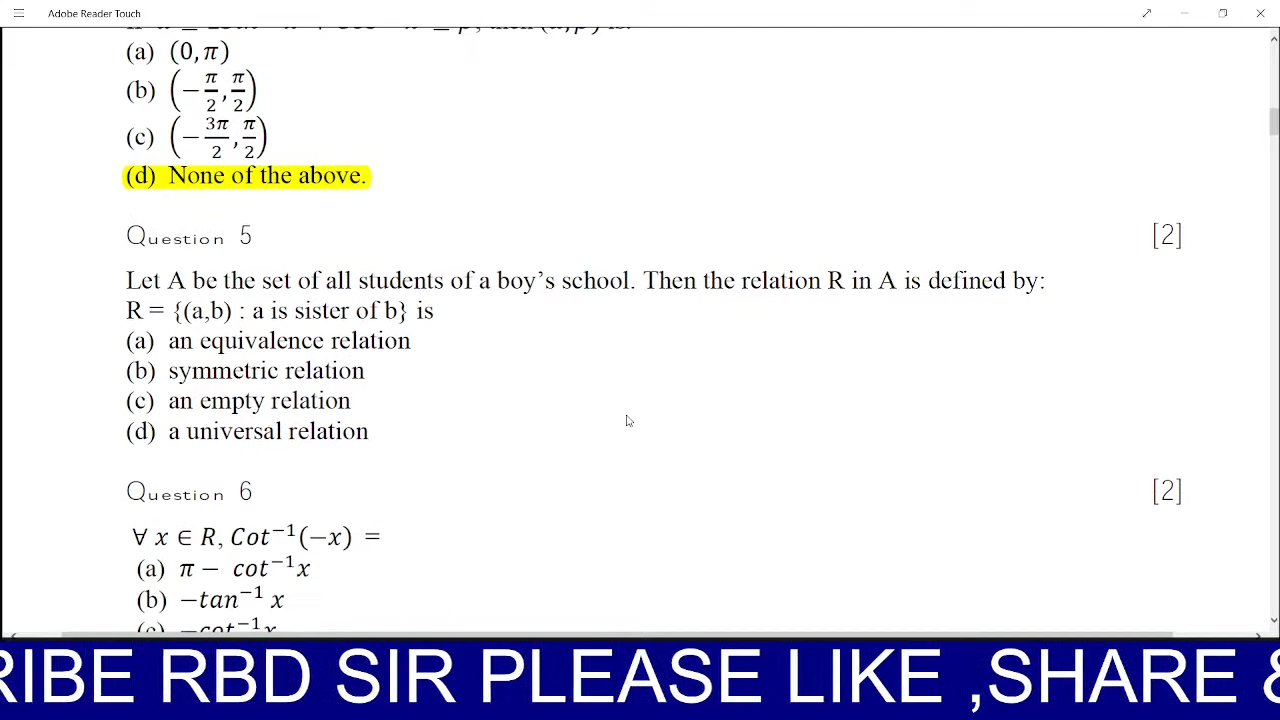 Adobe Reader Touch
(a) (0, π)
(b) (−π/2, π/2)
(c) (−3π/2, π/2)
(d) None of the above.
Question 5 [2]
Let A be the set of all students of a boy’s school. Then the relation R in A is defined by:
R = {(a,b) : a is sister of b} is
(a) an equivalence relation
(b) symmetric relation
(c) an empty relation
(d) a universal relation
Question 6 [2]
∀ x ∈ R, Cot⁻¹(−x) =
(a) π − cot⁻¹x
(b) −tan⁻¹ x
(c) −cot⁻¹x
RIBE RBD SIR PLEASE LIKE ,SHARE &